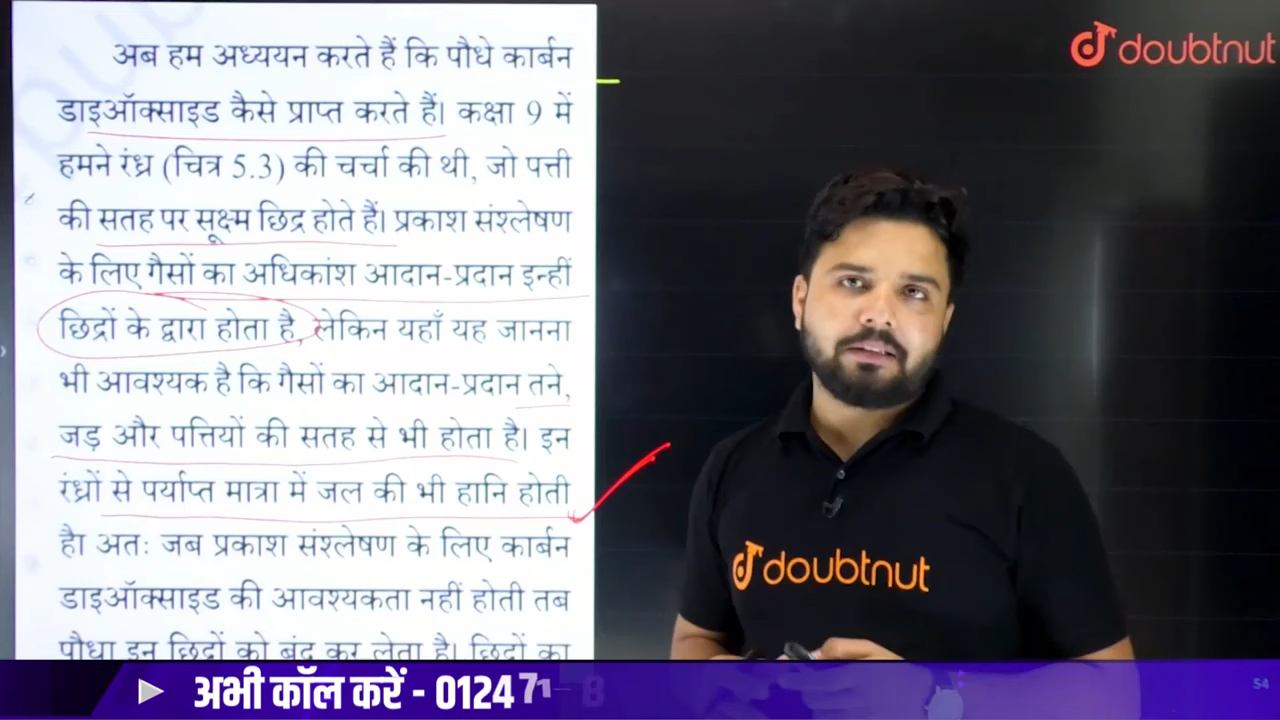 अब हम अध्ययन करते हैं कि पौधे कार्बन
डाइऑक्साइड कैसे प्राप्त करते हैं। कक्षा 9 में
हमने रंध्र (चित्र 5.3) की चर्चा की थी, जो पत्ती
की सतह पर सूक्ष्म छिद्र होते हैं। प्रकाश संश्लेषण
के लिए गैसों का अधिकांश आदान-प्रदान इन्हीं
छिद्रों के द्वारा होता है, लेकिन यहाँ यह जानना
भी आवश्यक है कि गैसों का आदान-प्रदान तने,
जड़ और पत्तियों की सतह से भी होता है। इन
रंध्रों से पर्याप्त मात्रा में जल की भी हानि होती
है। अतः जब प्रकाश संश्लेषण के लिए कार्बन
डाइऑक्साइड की आवश्यकता नहीं होती तब
पौधा इन छिद्रों को बंद कर लेता है। छिद्रों का
doubtnut
doubtnut
अभी कॉल करें - 0124 71
54